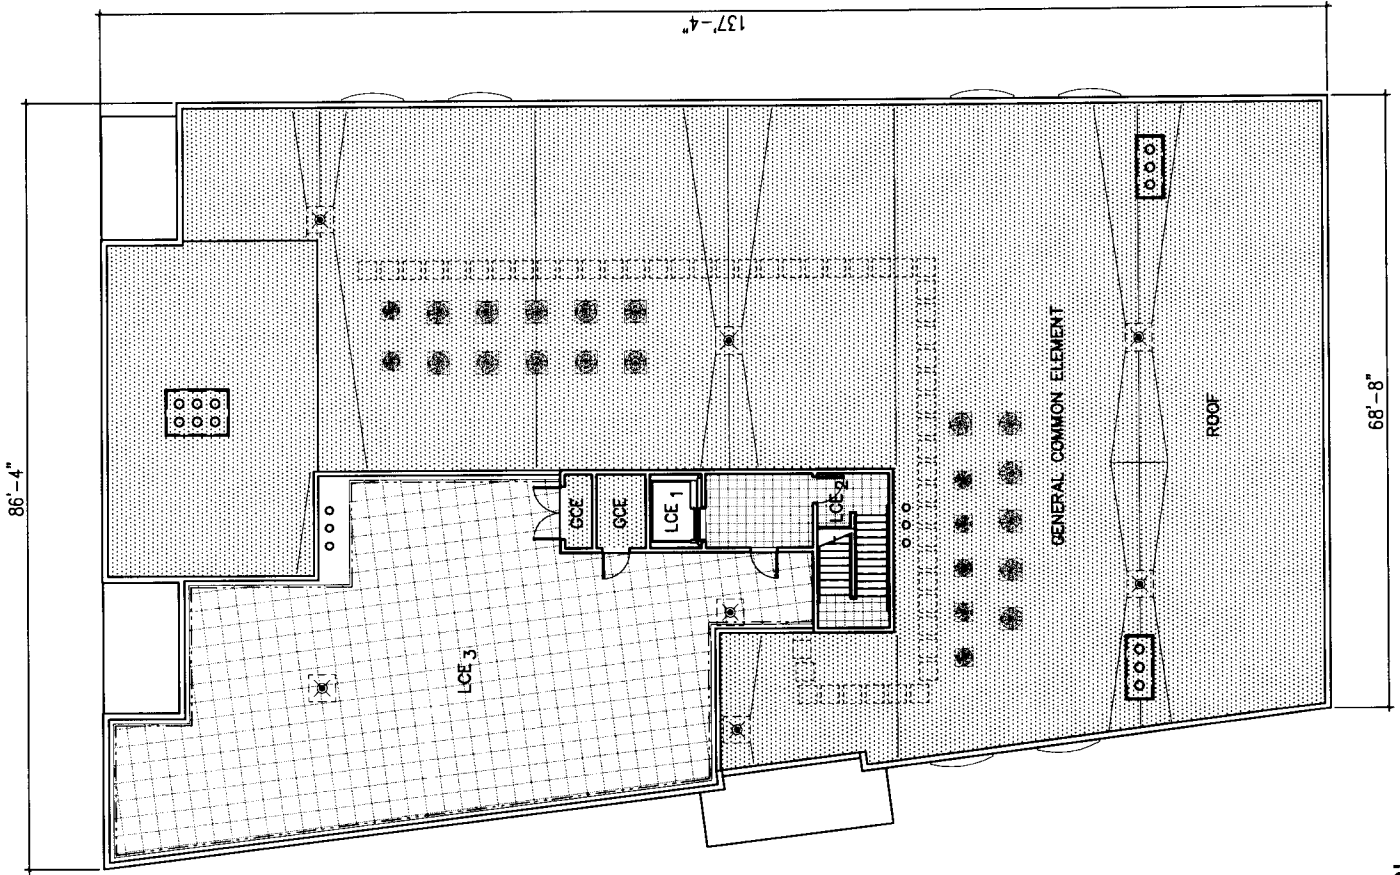 137'-4"
86'-4"
68'-8"
GENERAL COMMON ELEMENT
ROOF
GCE
GCE
LCE 1
LCE 2
LCE 3